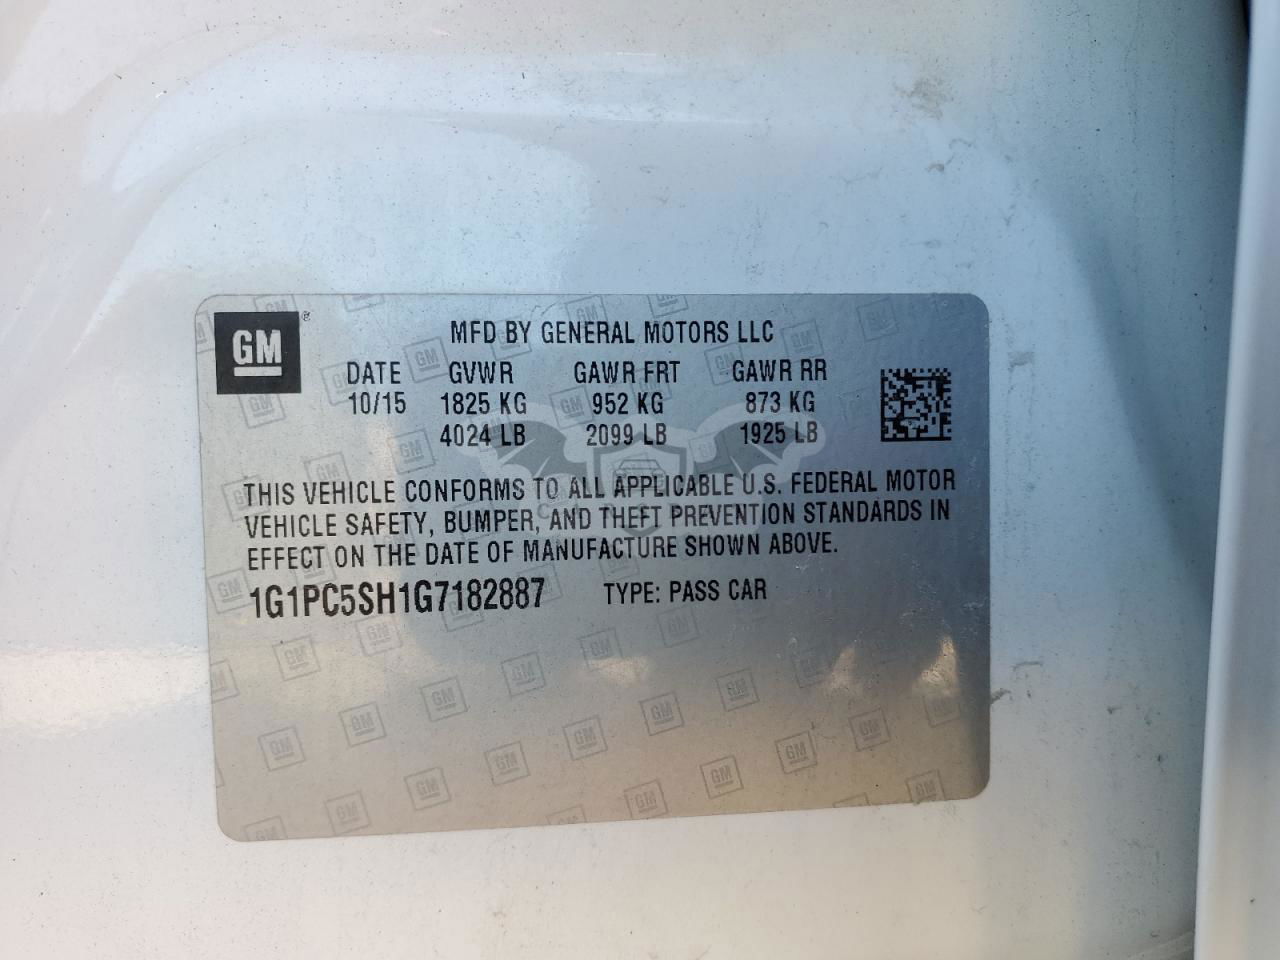 GM®
MFD BY GENERAL MOTORS LLC
DATE GVWR GAWR FRT GAWR RR
10/15 1825 KG 952 KG 873 KG
4024 LB 2099 LB 1925 LB
THIS VEHICLE CONFORMS TO ALL APPLICABLE U.S. FEDERAL MOTOR
VEHICLE SAFETY, BUMPER, AND THEFT PREVENTION STANDARDS IN
EFFECT ON THE DATE OF MANUFACTURE SHOWN ABOVE.
1G1PC5SH1G7182887 TYPE: PASS CAR